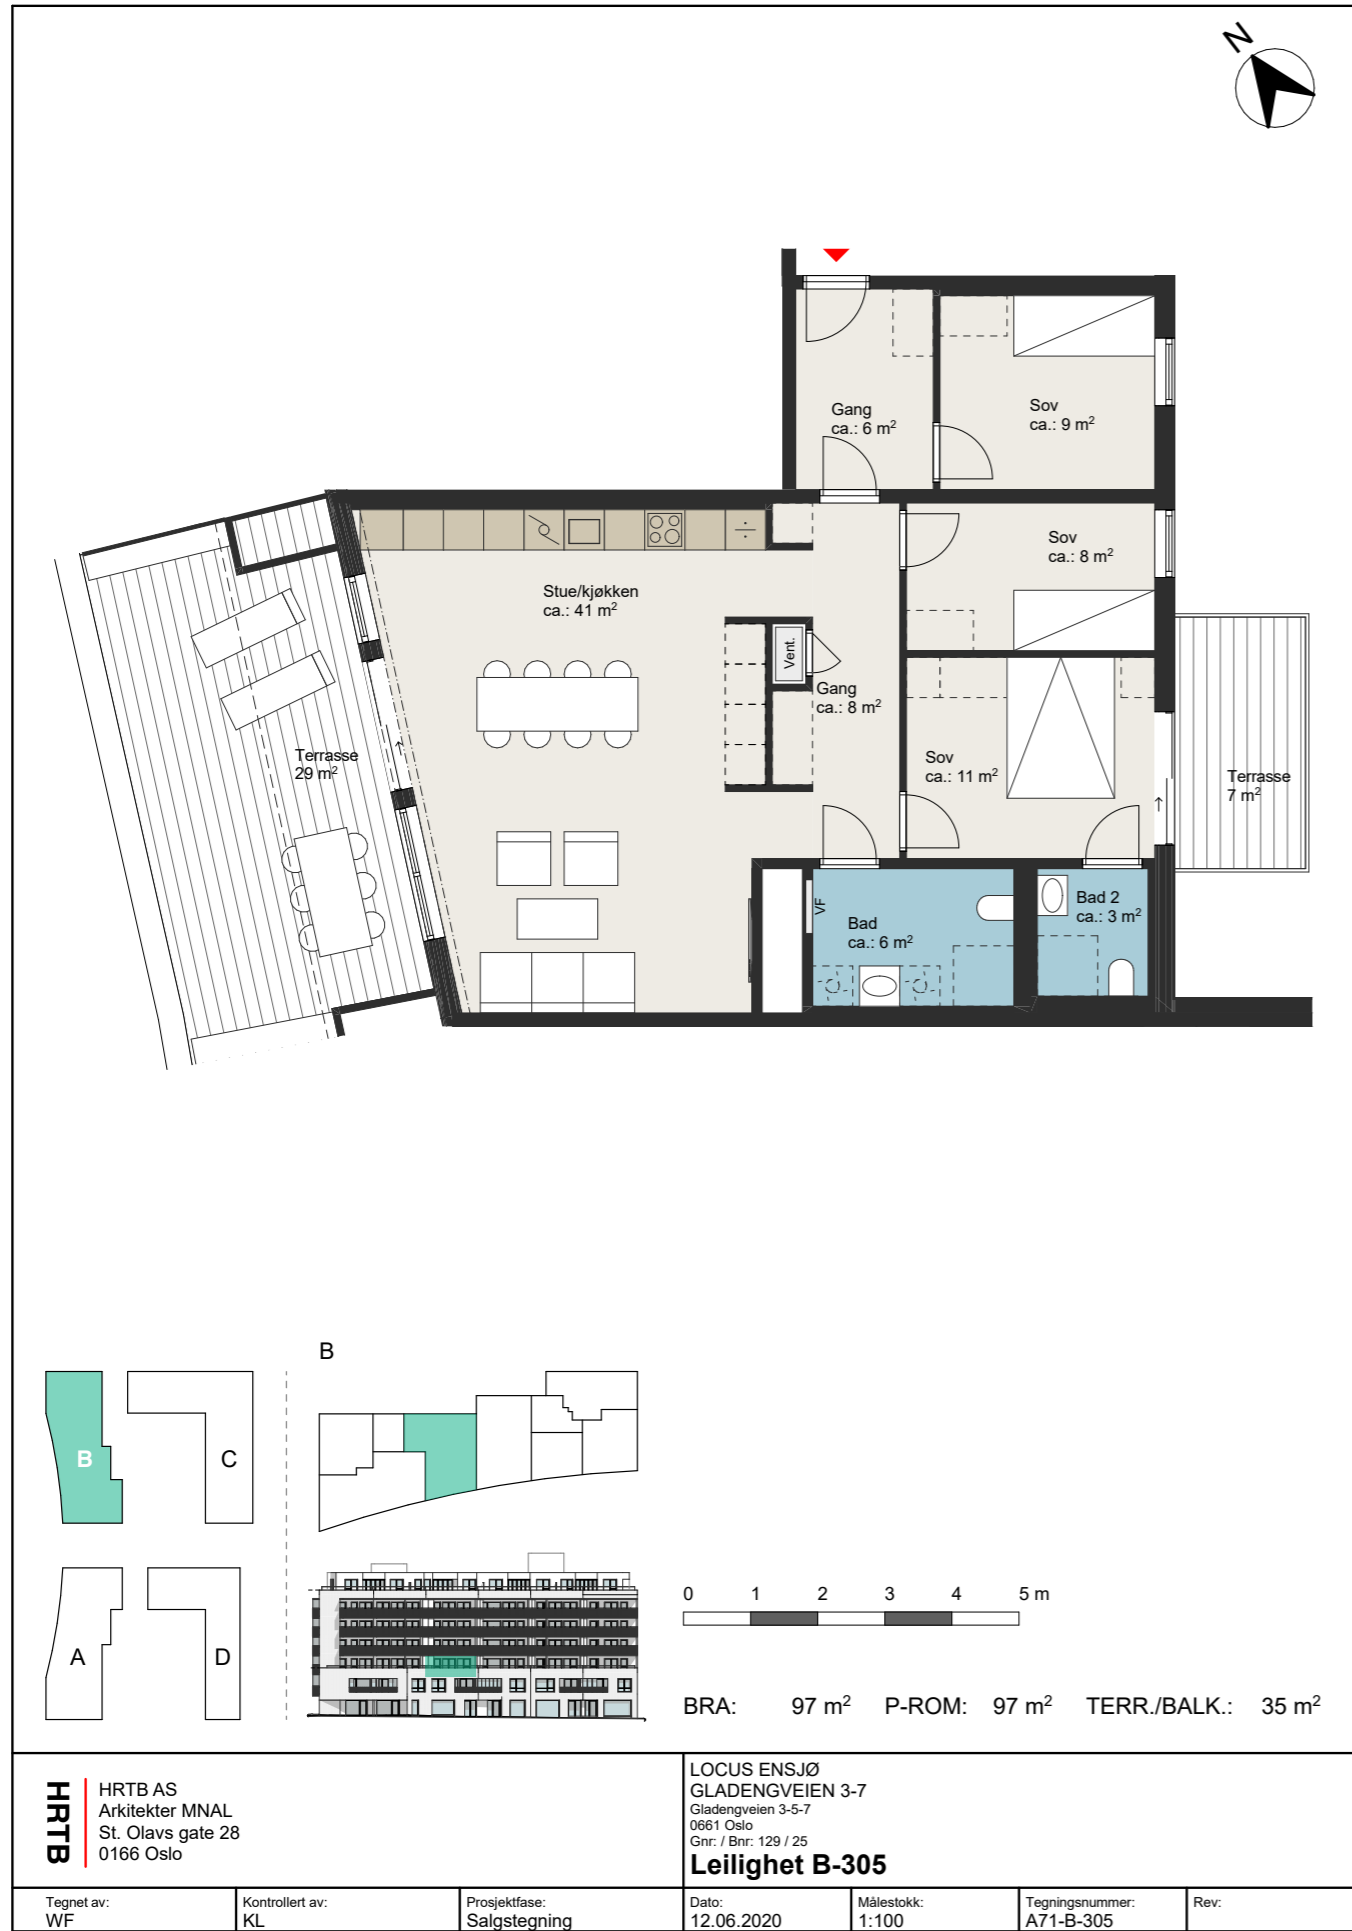 N
Gang
ca.: 6 m²
Sov
ca.: 9 m²
Sov
ca.: 8 m²
Stue/kjøkken
ca.: 41 m²
Vent.
Gang
ca.: 8 m²
Terrasse
29 m²
Sov
ca.: 11 m²
Terrasse
7 m²
VF
Bad
ca.: 6 m²
Bad 2
ca.: 3 m²
B
B
C
A
D
0 1 2 3 4 5 m
BRA: 97 m² P-ROM: 97 m² TERR./BALK.: 35 m²
HRTB
HRTB AS
Arkitekter MNAL
St. Olavs gate 28
0166 Oslo
LOCUS ENSJØ
GLADENGVEIEN 3-7
Gladengveien 3-5-7
0661 Oslo
Gnr: / Bnr: 129 / 25
Leilighet B-305
Tegnet av:
WF
Kontrollert av:
KL
Prosjektfase:
Salgstegning
Dato:
12.06.2020
Målestokk:
1:100
Tegningsnummer:
A71-B-305
Rev: